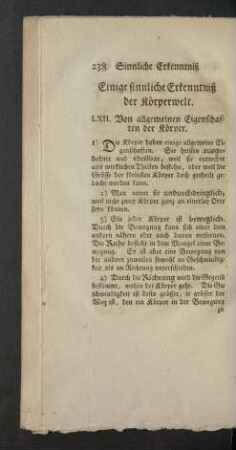 238 Sinnliche Erkenntniß
Einige sinnliche Erkenntniß
der Körperwelt.
LXII. Von allgemeinen Eigenschaf-
ten der Körper.
1) Die Körper haben einige allgemeine Ei-
genschaften. Sie heissen ausge-
dehnte und theilbar, weil sie entweder
aus wirklichen Theilen bestehen, oder weil die
Grösse der kleinsten Körper doch getheilt ge-
dacht werden kann.
2) Man nennt sie undurchdringlich,
weil nicht zwey Körper zugleich an einerley Orte
seyn können.
3) Ein jeder Körper ist beweglich.
Durch die Bewegung kann sich einer dem
andern nähern oder auch davon entfernen.
Die Ruhe besteht in dem Mangel einer Be-
wegung. Es ist aber eine Bewegung von
der andern zuweilen sowohl an Geschwindig-
keit als an Richtung unterschieden.
4) Durch die Richtung wird die Gegend
bestimmt, wohin der Körper geht. Die Ge-
schwindigkeit ist desto grösser, je grösser der
Weg ist, den ein Körper in der Bewegung